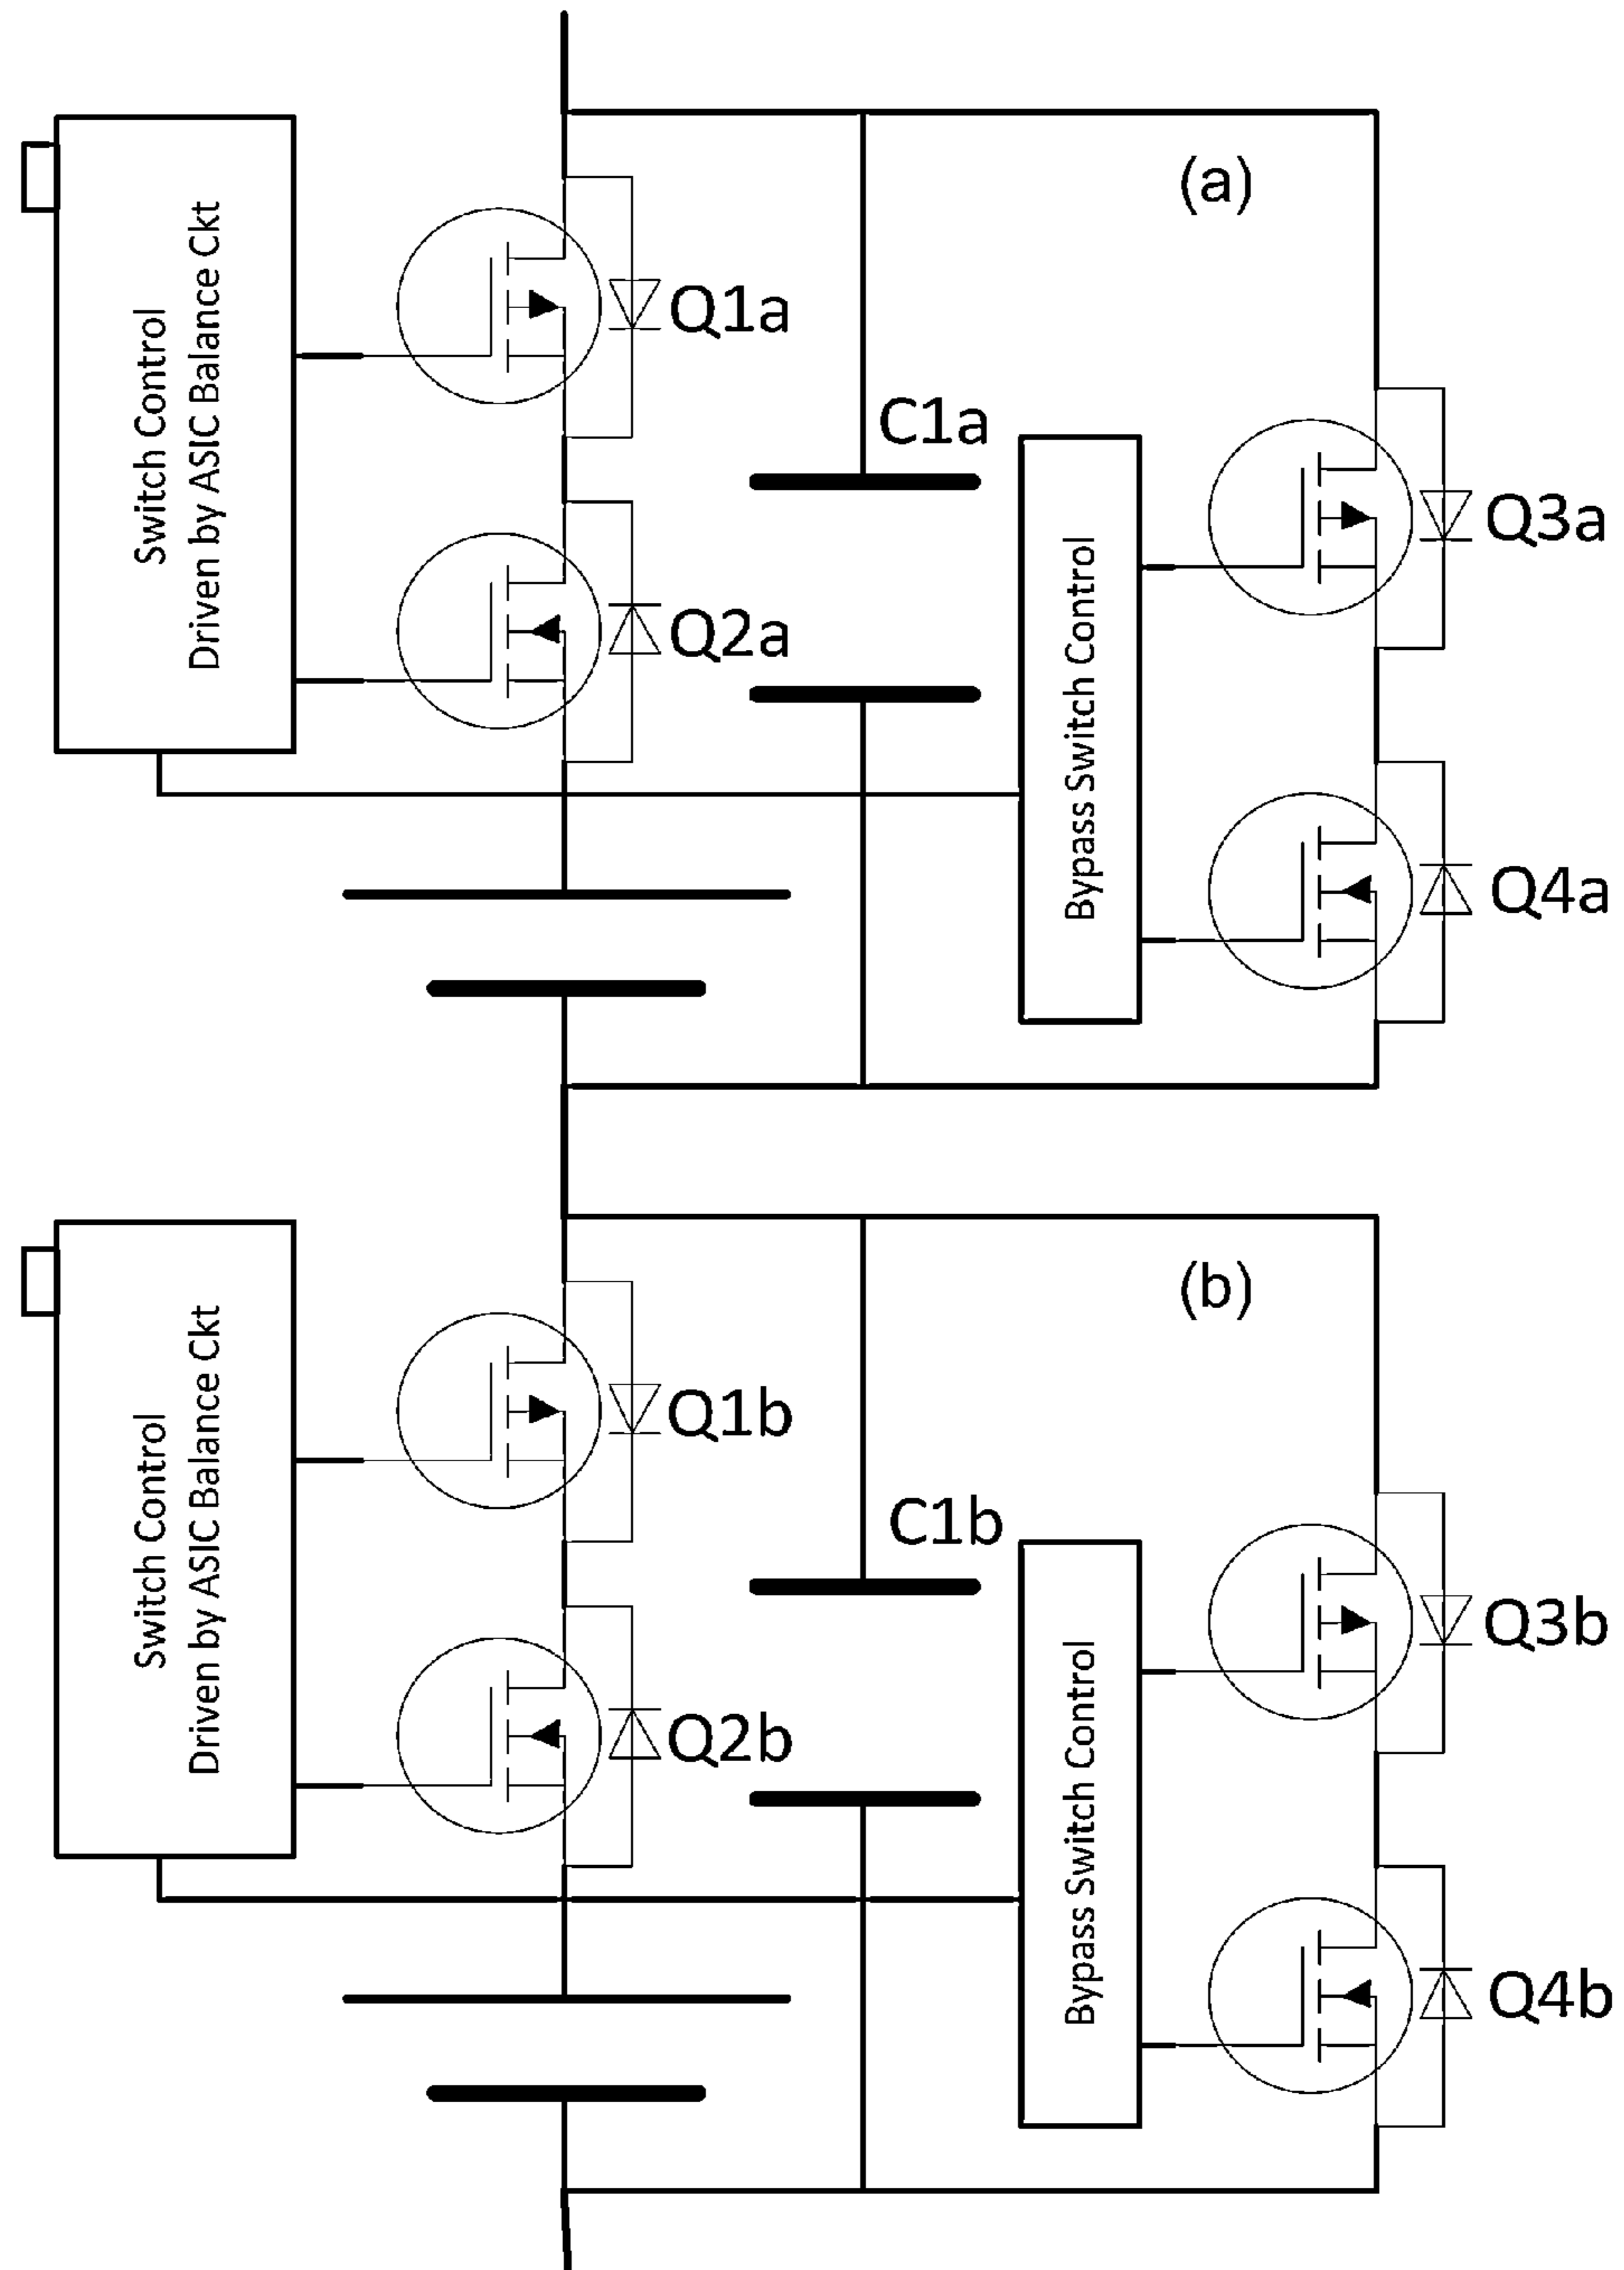 (a)
Switch Control
Driven by ASIC Balance Ckt
Q1a
C1a
Q3a
Q2a
Bypass Switch Control
Q4a
(b)
Switch Control
Driven by ASIC Balance Ckt
Q1b
C1b
Q3b
Q2b
Bypass Switch Control
Q4b